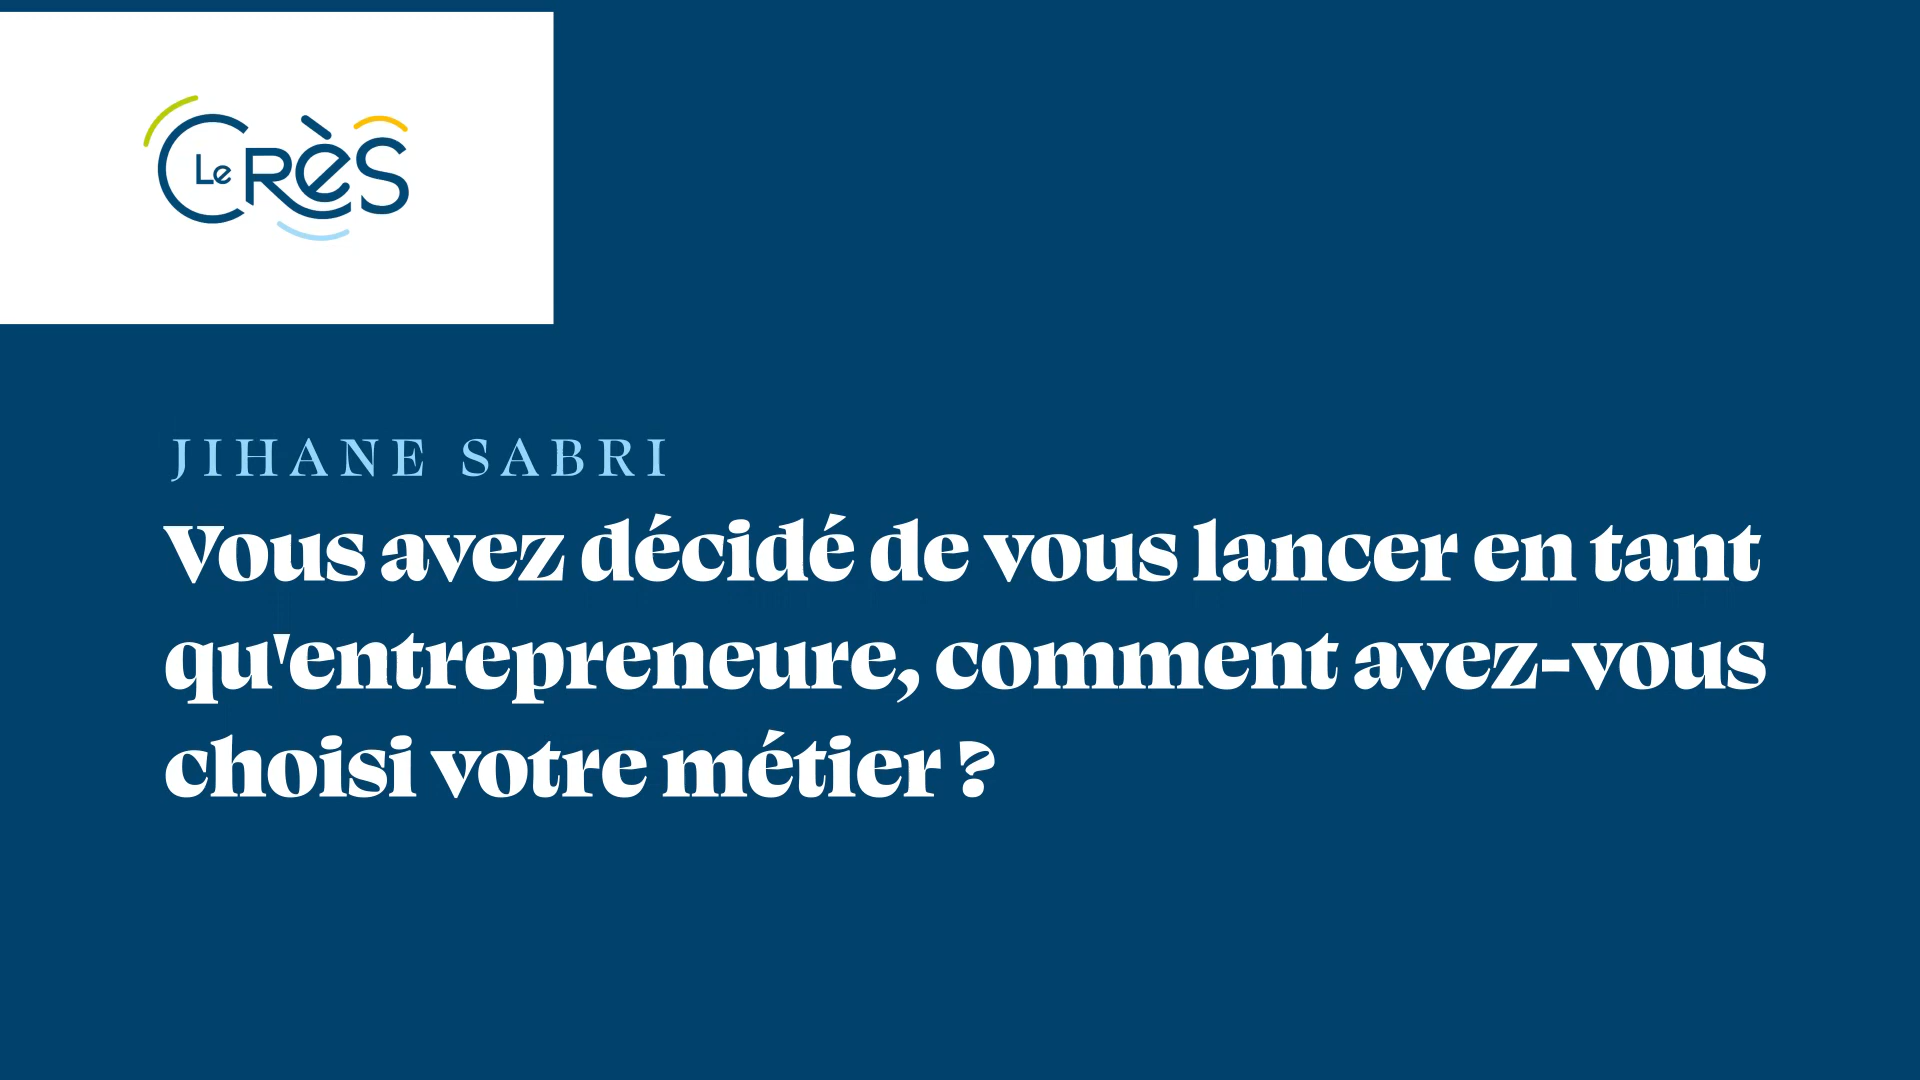 Le Crès
JIHANE SABRI
Vous avez décidé de vous lancer en tant
qu'entrepreneure, comment avez-vous
choisi votre métier ?